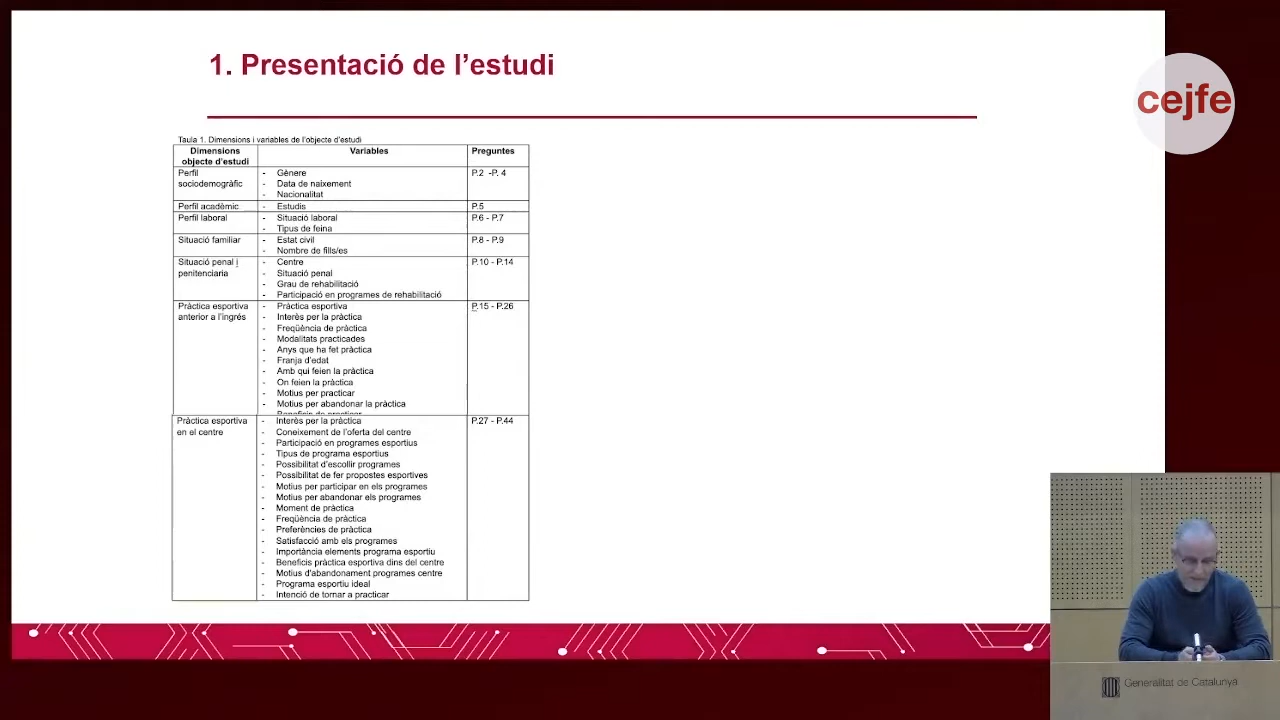 1. Presentació de l'estudi
cejfe
Taula 1. Dimensions i variables de l'objecte d'estudi
Dimensions objecte d'estudi Variables Preguntes
Perfil sociodemogràfic
- Gènere
- Data de naixement
- Nacionalitat
P.2 -P. 4
Perfil acadèmic
- Estudis
P.5
Perfil laboral
- Situació laboral
- Tipus de feina
P.6 - P.7
Situació familiar
- Estat civil
- Nombre de fills/es
P.8 - P.9
Situació penal i penitenciaria
- Centre
- Situació penal
- Grau de rehabilitació
- Participació en programes de rehabilitació
P.10 - P.14
Pràctica esportiva anterior a l'ingrés
- Pràctica esportiva
- Interès per la pràctica
- Freqüència de pràctica
- Modalitats practicades
- Anys que ha fet pràctica
- Franja d'edat
- Amb qui feien la pràctica
- On feien la pràctica
- Motius per practicar
- Motius per abandonar la pràctica
P.15 - P.26
Pràctica esportiva en el centre
- Interès per la pràctica
- Coneixement de l'oferta del centre
- Participació en programes esportius
- Tipus de programa esportius
- Possibilitat d'escollir programes
- Possibilitat de fer propostes esportives
- Motius per participar en els programes
- Motius per abandonar els programes
- Moment de pràctica
- Freqüència de pràctica
- Preferències de pràctica
- Satisfacció amb els programes
- Importància elements programa esportiu
- Beneficis pràctica esportiva dins del centre
- Motius d'abandonament programes centre
- Programa esportiu ideal
- Intenció de tornar a practicar
P.27 - P.44
Generalitat de Catalunya